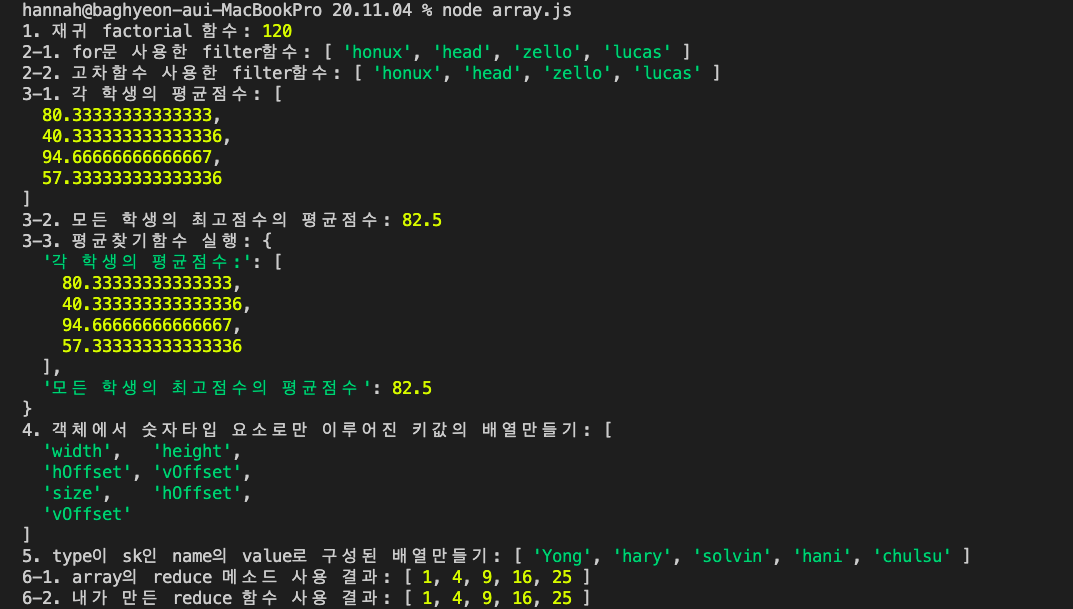 hannah@baghyeon-aui-MacBookPro 20.11.04 % node array.js
1. 재귀 factorial 함수: 120
2-1. for문 사용한 filter함수: [ 'honux', 'head', 'zello', 'lucas' ]
2-2. 고차함수 사용한 filter함수: [ 'honux', 'head', 'zello', 'lucas' ]
3-1. 각 학생의 평균점수: [
  80.33333333333333,
  40.333333333333336,
  94.66666666666667,
  57.333333333333336
]
3-2. 모든 학생의 최고점수의 평균점수: 82.5
3-3. 평균찾기함수 실행: {
  '각 학생의 평균점수:': [
    80.33333333333333,
    40.333333333333336,
    94.66666666666667,
    57.333333333333336
  ],
  '모든 학생의 최고점수의 평균점수': 82.5
}
4. 객체에서 숫자타입 요소로만 이루어진 키값의 배열만들기: [
  'width',   'height',
  'hOffset', 'vOffset',
  'size',    'hOffset',
  'vOffset'
]
5. type이 sk인 name의 value로 구성된 배열만들기: [ 'Yong', 'hary', 'solvin', 'hani', 'chulsu' ]
6-1. array의 reduce 메소드 사용 결과: [ 1, 4, 9, 16, 25 ]
6-2. 내가 만든 reduce 함수 사용 결과: [ 1, 4, 9, 16, 25 ]